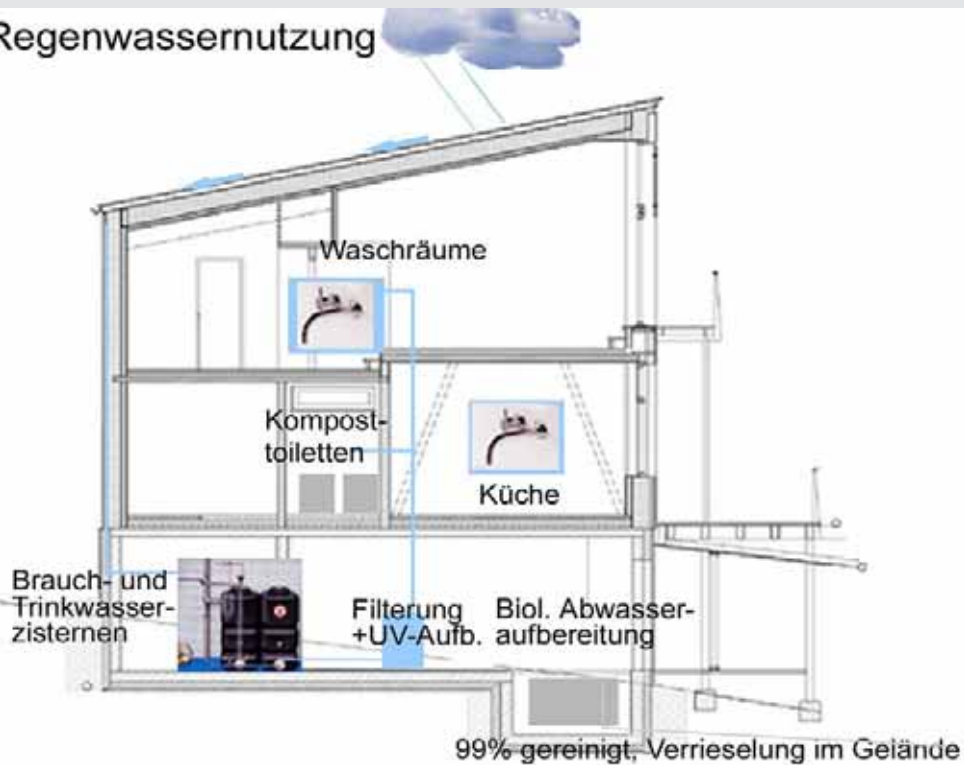 Regenwassernutzung
Waschräume
Kompost-
toiletten
Küche
Brauch- und
Trinkwasser-
zisternen
Filterung
+UV-Aufb.
Biol. Abwasser-
aufbereitung
99% gereinigt, Verrieselung im Gelände